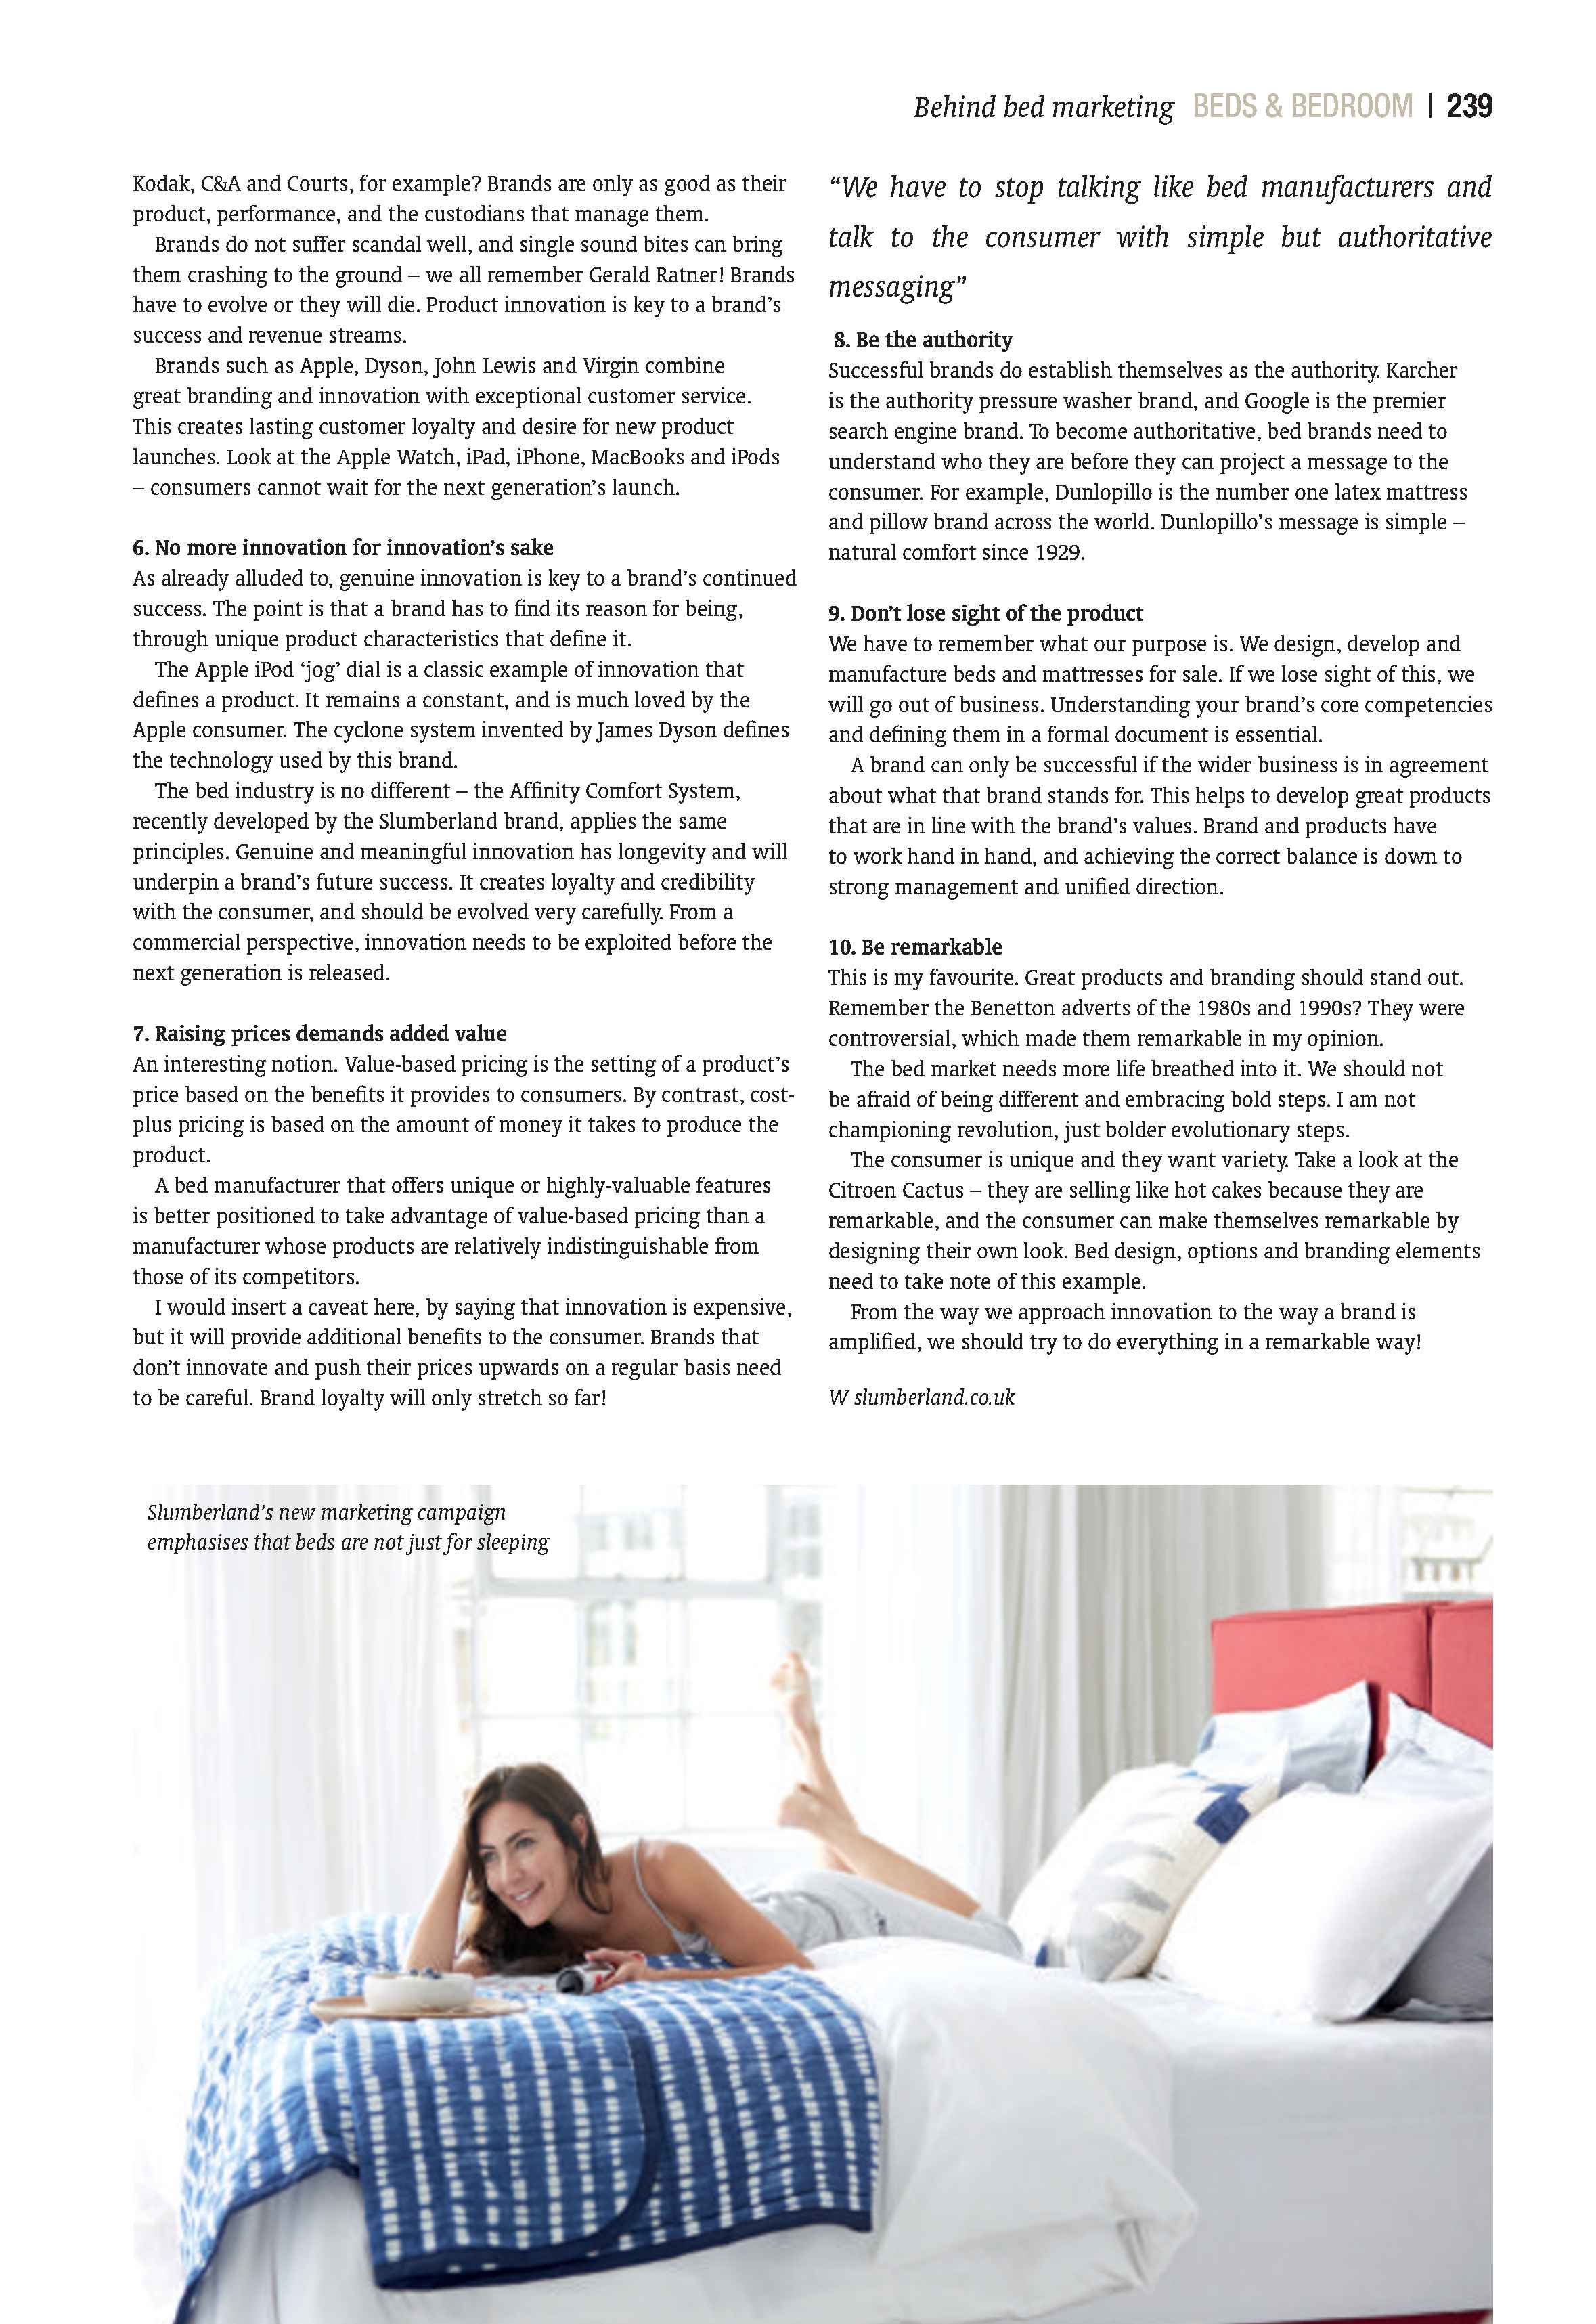 Behind bed marketing BEDS & BEDROOM | 239
Kodak, C&A and Courts, for example? Brands are only as good as their
product, performance, and the custodians that manage them.
Brands do not suffer scandal well, and single sound bites can bring
them crashing to the ground – we all remember Gerald Ratner! Brands
have to evolve or they will die. Product innovation is key to a brand’s
success and revenue streams.
Brands such as Apple, Dyson, John Lewis and Virgin combine
great branding and innovation with exceptional customer service.
This creates lasting customer loyalty and desire for new product
launches. Look at the Apple Watch, iPad, iPhone, MacBooks and iPods
– consumers cannot wait for the next generation’s launch.
6. No more innovation for innovation’s sake
As already alluded to, genuine innovation is key to a brand’s continued
success. The point is that a brand has to find its reason for being,
through unique product characteristics that define it.
The Apple iPod ‘jog’ dial is a classic example of innovation that
defines a product. It remains a constant, and is much loved by the
Apple consumer. The cyclone system invented by James Dyson defines
the technology used by this brand.
The bed industry is no different – the Affinity Comfort System,
recently developed by the Slumberland brand, applies the same
principles. Genuine and meaningful innovation has longevity and will
underpin a brand’s future success. It creates loyalty and credibility
with the consumer, and should be evolved very carefully. From a
commercial perspective, innovation needs to be exploited before the
next generation is released.
7. Raising prices demands added value
An interesting notion. Value-based pricing is the setting of a product’s
price based on the benefits it provides to consumers. By contrast, cost-
plus pricing is based on the amount of money it takes to produce the
product.
A bed manufacturer that offers unique or highly-valuable features
is better positioned to take advantage of value-based pricing than a
manufacturer whose products are relatively indistinguishable from
those of its competitors.
I would insert a caveat here, by saying that innovation is expensive,
but it will provide additional benefits to the consumer. Brands that
don’t innovate and push their prices upwards on a regular basis need
to be careful. Brand loyalty will only stretch so far!
“We have to stop talking like bed manufacturers and
talk to the consumer with simple but authoritative
messaging”
8. Be the authority
Successful brands do establish themselves as the authority. Karcher
is the authority pressure washer brand, and Google is the premier
search engine brand. To become authoritative, bed brands need to
understand who they are before they can project a message to the
consumer. For example, Dunlopillo is the number one latex mattress
and pillow brand across the world. Dunlopillo’s message is simple –
natural comfort since 1929.
9. Don’t lose sight of the product
We have to remember what our purpose is. We design, develop and
manufacture beds and mattresses for sale. If we lose sight of this, we
will go out of business. Understanding your brand’s core competencies
and defining them in a formal document is essential.
A brand can only be successful if the wider business is in agreement
about what that brand stands for. This helps to develop great products
that are in line with the brand’s values. Brand and products have
to work hand in hand, and achieving the correct balance is down to
strong management and unified direction.
10. Be remarkable
This is my favourite. Great products and branding should stand out.
Remember the Benetton adverts of the 1980s and 1990s? They were
controversial, which made them remarkable in my opinion.
The bed market needs more life breathed into it. We should not
be afraid of being different and embracing bold steps. I am not
championing revolution, just bolder evolutionary steps.
The consumer is unique and they want variety. Take a look at the
Citroen Cactus – they are selling like hot cakes because they are
remarkable, and the consumer can make themselves remarkable by
designing their own look. Bed design, options and branding elements
need to take note of this example.
From the way we approach innovation to the way a brand is
amplified, we should try to do everything in a remarkable way!
W slumberland.co.uk
Slumberland’s new marketing campaign
emphasises that beds are not just for sleeping